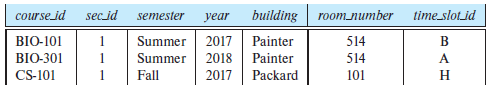 course_id sec_id semester year building room_number time_slot_id
BIO-101 1 Summer 2017 Painter 514 B
BIO-301 1 Summer 2018 Painter 514 A
CS-101 1 Fall 2017 Packard 101 H